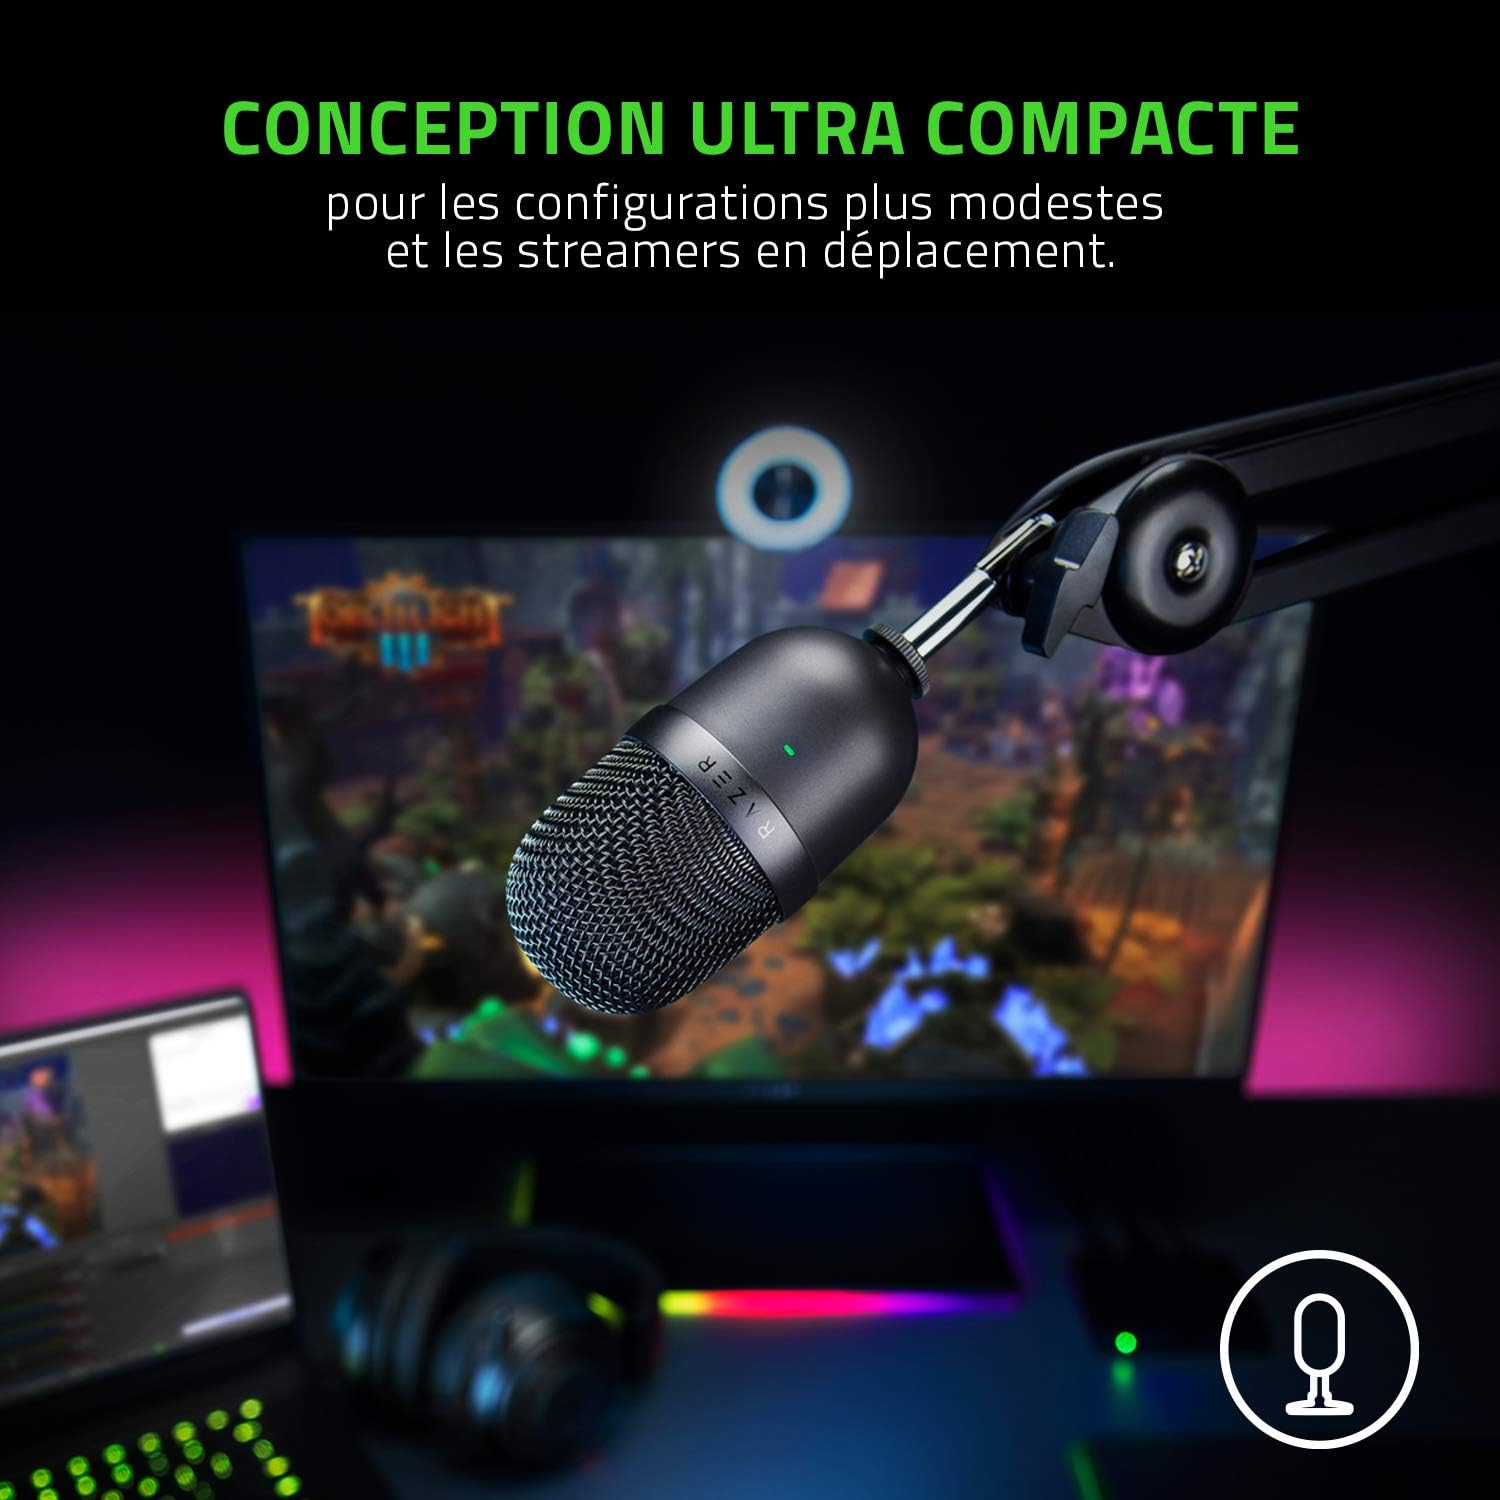 CONCEPTION ULTRA COMPACTE
pour les configurations plus modestes
et les streamers en déplacement.
RAZER